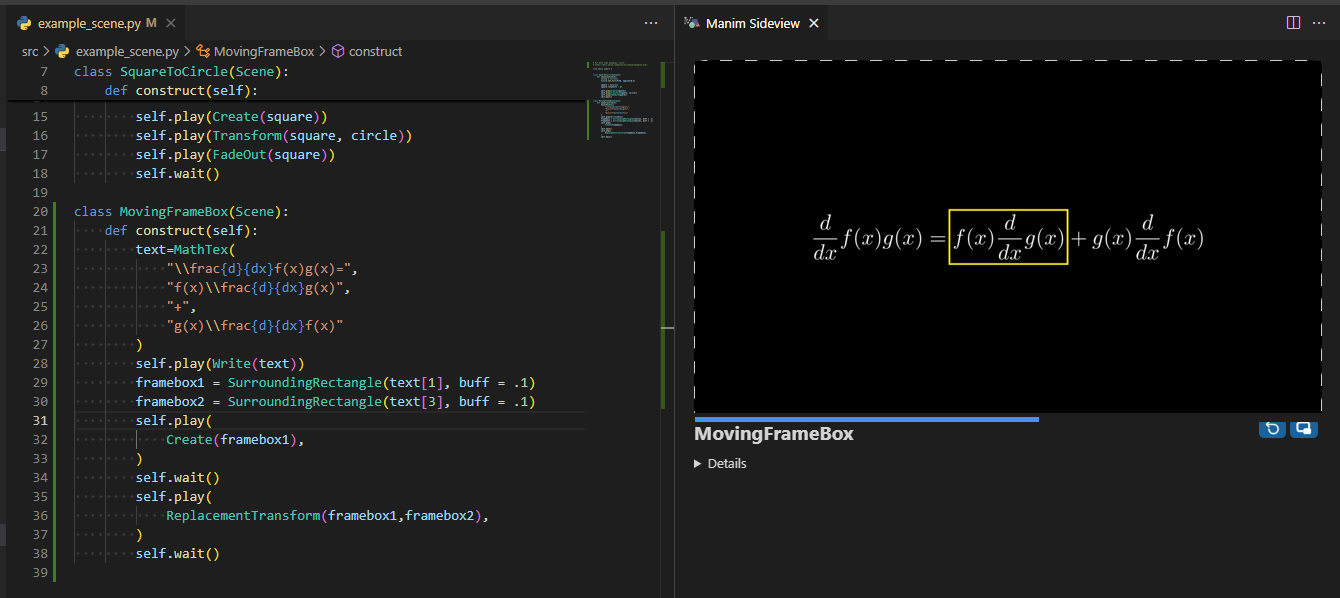 example_scene.py M
src > example_scene.py > MovingFrameBox > construct
7 class SquareToCircle(Scene):
8 def construct(self):
15 self.play(Create(square))
16 self.play(Transform(square, circle))
17 self.play(FadeOut(square))
18 self.wait()
19
20 class MovingFrameBox(Scene):
21 def construct(self):
22 text=MathTex(
23 "\\frac{d}{dx}f(x)g(x)=",
24 "f(x)\\frac{d}{dx}g(x)",
25 "+",
26 "g(x)\\frac{d}{dx}f(x)"
27 )
28 self.play(Write(text))
29 framebox1 = SurroundingRectangle(text[1], buff = .1)
30 framebox2 = SurroundingRectangle(text[3], buff = .1)
31 self.play(
32 Create(framebox1),
33 )
34 self.wait()
35 self.play(
36 ReplacementTransform(framebox1,framebox2),
37 )
38 self.wait()
39
Manim Sideview
d/dx f(x)g(x) = f(x) d/dx g(x) + g(x) d/dx f(x)
MovingFrameBox
Details